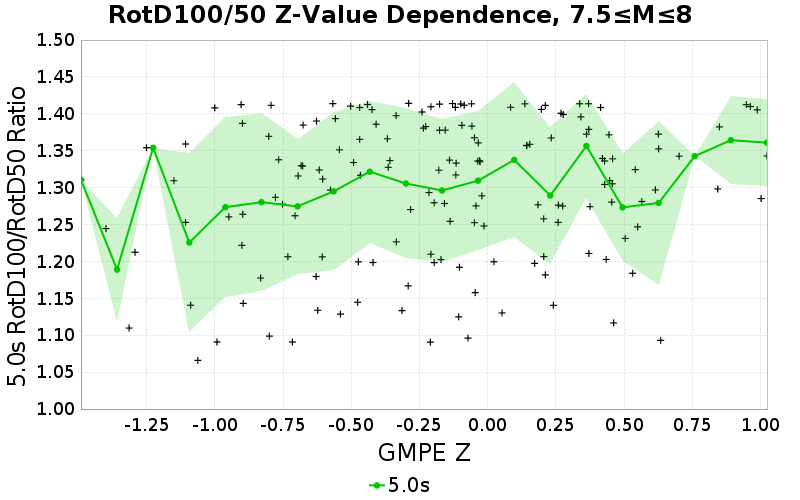 RotD100/50 Z-Value Dependence, 7.5≤M≤8
5.0s RotD100/RotD50 Ratio
1.50
1.45
1.40
1.35
1.30
1.25
1.20
1.15
1.10
1.05
1.00
-1.25 -1.00 -0.75 -0.50 -0.25 0.00 0.25 0.50 0.75 1.00
GMPE Z
5.0s